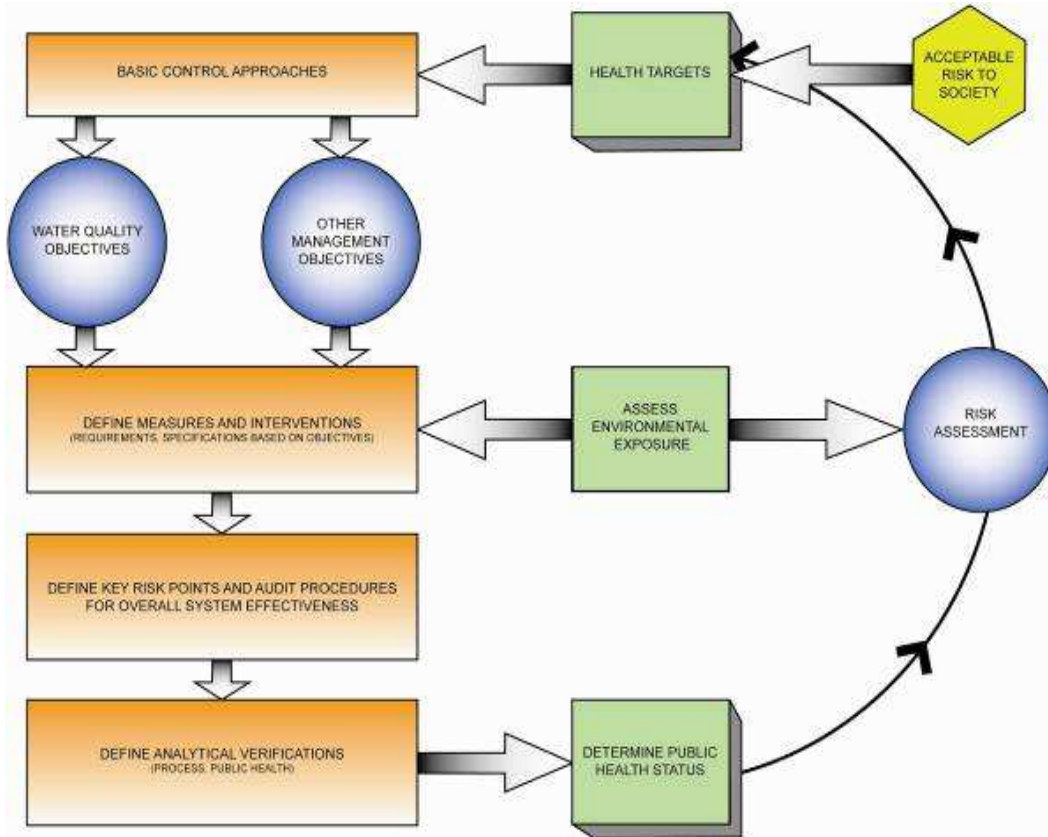 BASIC CONTROL APPROACHES
HEALTH TARGETS
ACCEPTABLE
RISK TO
SOCIETY
WATER QUALITY
OBJECTIVES
OTHER
MANAGEMENT
OBJECTIVES
DEFINE MEASURES AND INTERVENTIONS
(REQUIREMENTS, SPECIFICATIONS BASED ON OBJECTIVES)
ASSESS
ENVIRONMENTAL
EXPOSURE
RISK
ASSESSMENT
DEFINE KEY RISK POINTS AND AUDIT PROCEDURES
FOR OVERALL SYSTEM EFFECTIVENESS
DEFINE ANALYTICAL VERIFICATIONS
(PROCESS, PUBLIC HEALTH)
DETERMINE PUBLIC
HEALTH STATUS